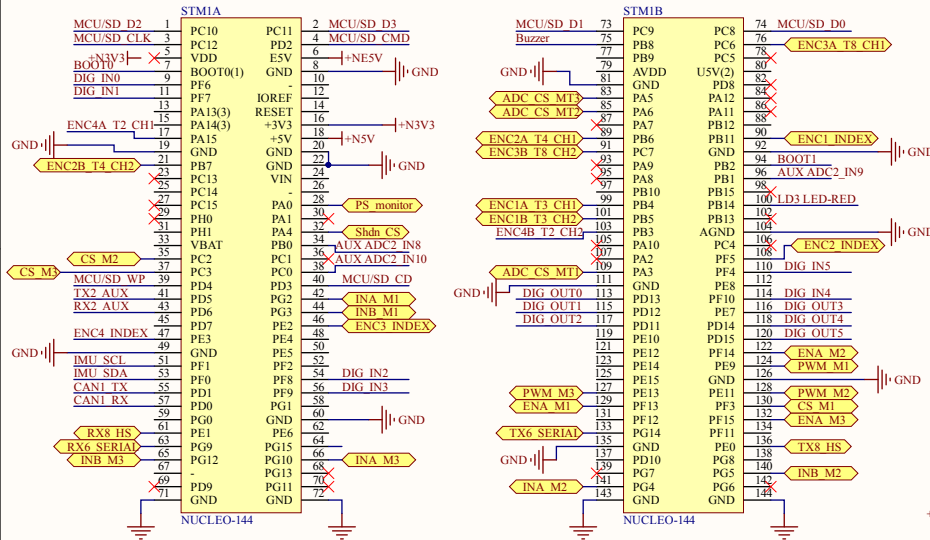 STM1A
MCU/SD_D2 1 PC10 PC11 2 MCU/SD_D3
MCU/SD_CLK 3 PC12 PD2 4 MCU/SD_CMD
+N3V3 5 VDD E5V 6 +NE5V
BOOT0 7 BOOT0(1) GND 8 GND
DIG_IN0 9 PF6 - 10
DIG_IN1 11 PF7 IOREF 12
13 PA13(3) RESET 14
15 PA14(3) +3V3 16 +N3V3
ENC4A_T2_CH1 17 PA15 +5V 18 +N5V
GND 19 GND GND 20
ENC2B_T4_CH2 21 PB7 GND 22 GND
23 PC13 VIN 24
25 PC14 - 26
27 PC15 PA0 28 PS_monitor
29 PH0 PA1 30
31 PH1 PA4 32 Shdn_CS
33 VBAT PB0 34 AUX ADC2_IN8
CS_M2 35 PC2 PC1 36
CS_M3 37 PC3 PC0 38 AUX ADC2_IN10
MCU/SD_WP 39 PD4 PD3 40 MCU/SD_CD
TX2_AUX 41 PD5 PG2 42 INA_M1
RX2_AUX 43 PD6 PG3 44 INB_M1
45 PD7 PE2 46 ENC3_INDEX
ENC4_INDEX 47 PE3 PE4 48
GND 49 GND PE5 50
IMU_SCL 51 PF1 PF2 52
IMU_SDA 53 PF0 PF8 54 DIG_IN2
CAN1_TX 55 PD1 PF9 56 DIG_IN3
CAN1_RX 57 PD0 PG1 58
59 PG0 GND 60 GND
RX8_HS 61 PE1 PE6 62
RX6_SERIAL 63 PG9 PG15 64
INB_M3 65 PG12 PG10 66 INA_M3
67 - PG13 68
69 PD9 PG11 70
71 GND GND 72
NUCLEO-144
STM1B
MCU/SD_D1 73 PC9 PC8 74 MCU/SD_D0
Buzzer 75 PB8 PC6 76 ENC3A_T8_CH1
77 PB9 PC5 78
GND 79 AVDD U5V(2) 80
81 GND PD8 82
ADC_CS_MT3 83 PA5 PA12 84
ADC_CS_MT2 85 PA6 PA11 86
87 PA7 PB12 88
ENC2A_T4_CH1 89 PB6 PB11 90 ENC1_INDEX
ENC3B_T8_CH2 91 PC7 GND 92 GND
93 PA9 PB2 94 BOOT1
95 PA8 PB1 96 AUX ADC2_IN9
97 PB10 PB15 98
ENC1A_T3_CH1 99 PB4 PB14 100 LD3 LED-RED
ENC1B_T3_CH2 101 PB5 PB13 102
ENC4B_T2_CH2 103 PB3 AGND 104 GND
105 PA10 PC4 106
107 PA2 PF5 108 ENC2_INDEX
ADC_CS_MT1 109 PA3 PF4 110 DIG_IN5
GND 111 GND PE8 112
DIG_OUT0 113 PD13 PF10 114 DIG_IN4
DIG_OUT1 115 PD12 PE7 116 DIG_OUT3
DIG_OUT2 117 PD11 PD14 118 DIG_OUT4
119 PE10 PD15 120 DIG_OUT5
121 PE12 PF14 122 ENA_M2
123 PE14 PE9 124 PWM_M1
125 PE15 GND 126 GND
PWM_M3 127 PE13 PE11 128 PWM_M2
ENA_M1 129 PF13 PF3 130 CS_M1
131 PF12 PF15 132 ENA_M3
TX6_SERIAL 133 PG14 PF11 134
GND 135 GND PE0 136 TX8_HS
137 PD10 PG8 138
139 PG7 PG5 140 INB_M2
INA_M2 141 PG4 PG6 142
143 GND GND 144
NUCLEO-144